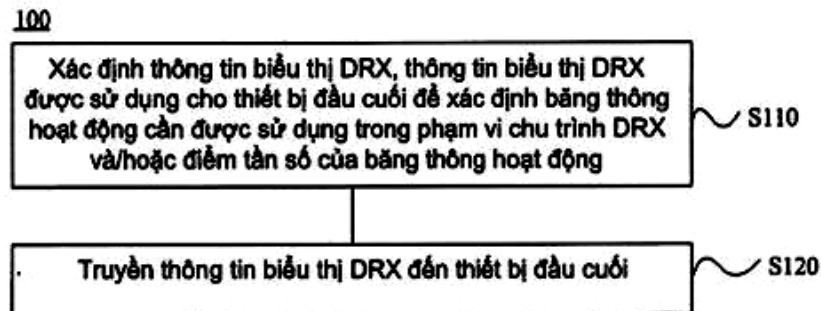 100
Xác định thông tin biểu thị DRX, thông tin biểu thị DRX
được sử dụng cho thiết bị đầu cuối để xác định băng thông
hoạt động cần được sử dụng trong phạm vi chu trình DRX
và/hoặc điểm tần số của băng thông hoạt động
S110
Truyền thông tin biểu thị DRX đến thiết bị đầu cuối
S120